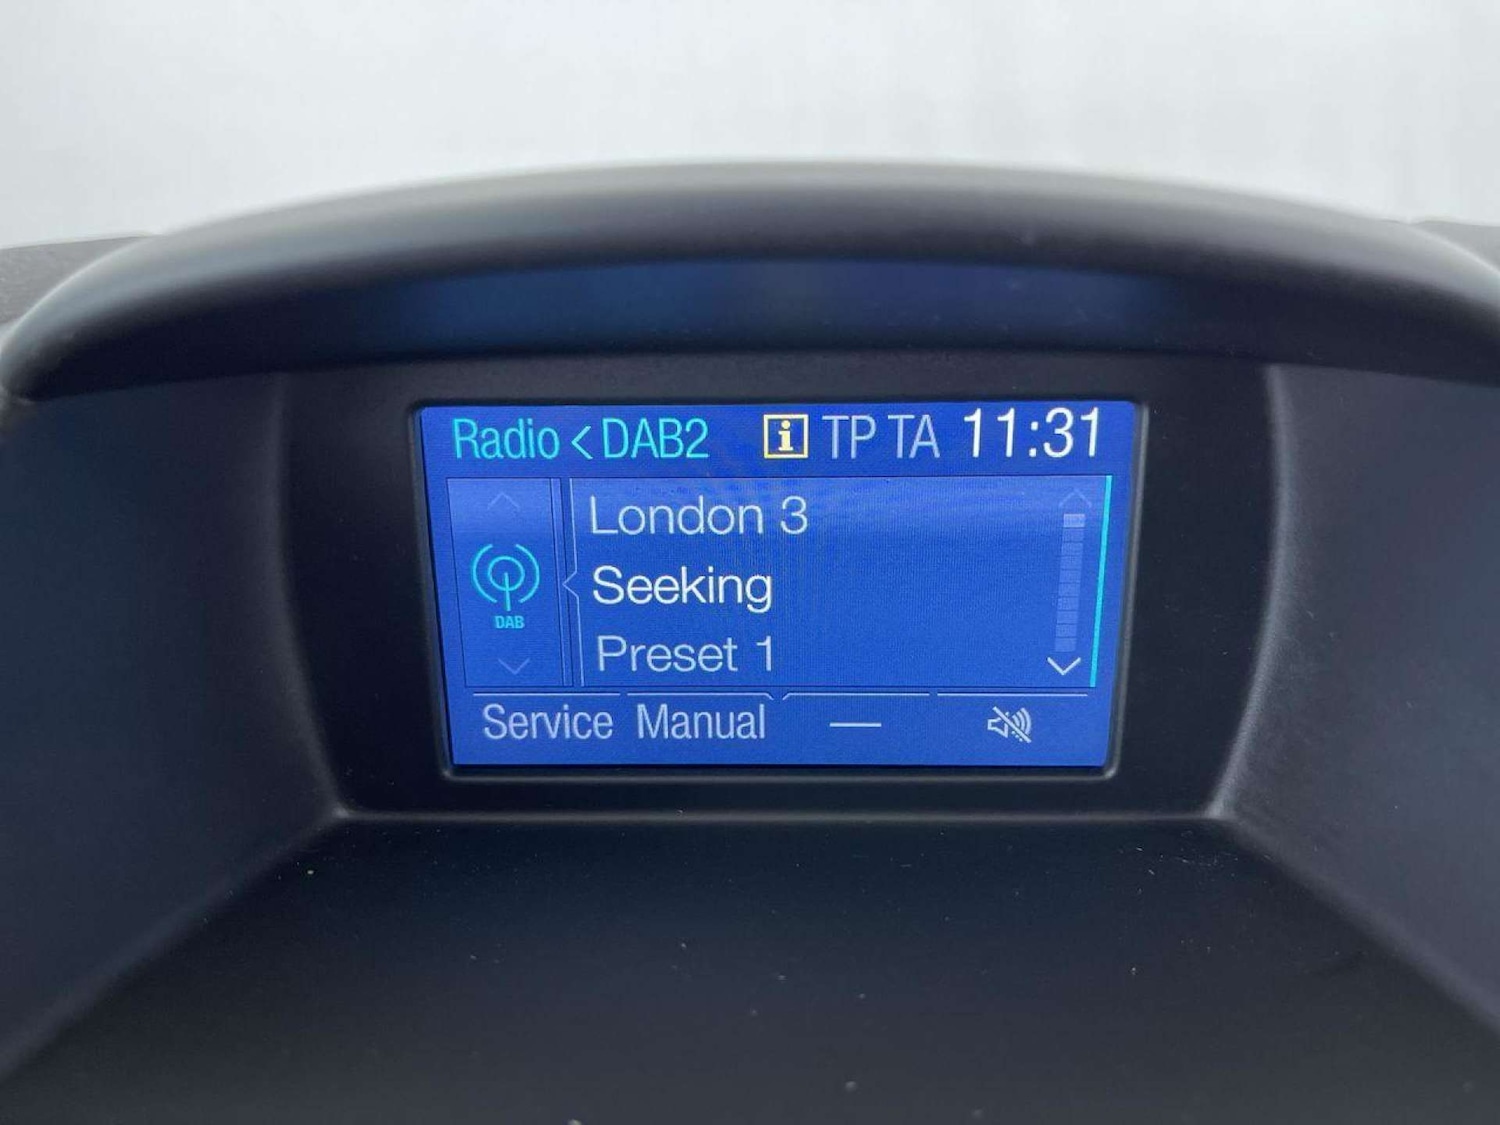 Radio < DAB2 i TP TA 11:31
London 3
Seeking
DAB
Preset 1
Service Manual —